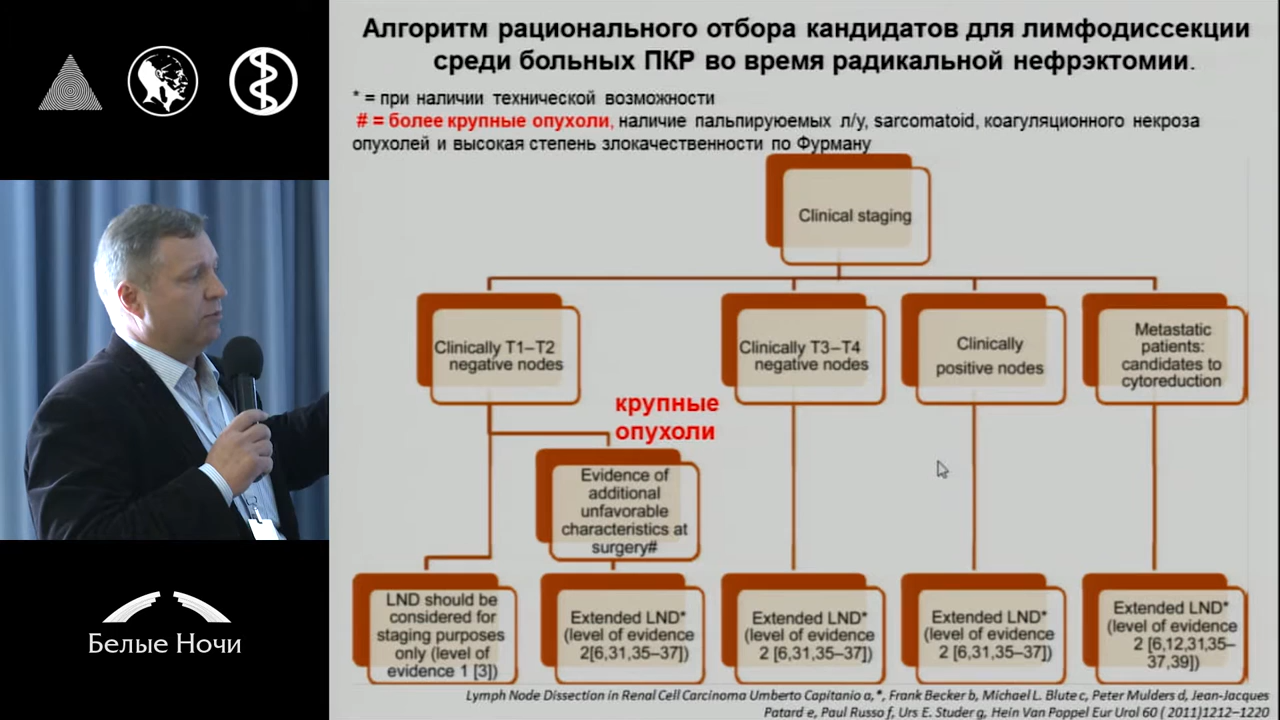 Алгоритм рационального отбора кандидатов для лимфодиссекции
среди больных ПКР во время радикальной нефрэктомии.
* = при наличии технической возможности
# = более крупные опухоли, наличие пальпируюемых л/у, sarcomatoid, коагуляционного некроза
опухолей и высокая степень злокачественности по Фурману
Clinical staging
Clinically T1–T2
negative nodes
Clinically T3–T4
negative nodes
Clinically
positive nodes
Metastatic
patients:
candidates to
cytoreduction
крупные
опухоли
Evidence of
additional
unfavorable
characteristics at
surgery#
LND should be
considered for
staging purposes
only (level of
evidence 1 [3])
Extended LND*
(level of evidence
2[6,31,35–37])
Extended LND*
(level of evidence
2 [6,31,35–37])
Extended LND*
(level of evidence
2 [6,31,35–37])
Extended LND*
(level of evidence
2 [6,12,31,35–
37,39])
Lymph Node Dissection in Renal Cell Carcinoma Umberto Capitanio a,*, Frank Becker b, Michael L. Blute c, Peter Mulders d, Jean-Jacques
Patard e, Paul Russo f, Urs E. Studer g, Hein Van Poppel Eur Urol 60 ( 2011)1212–1220
Белые Ночи